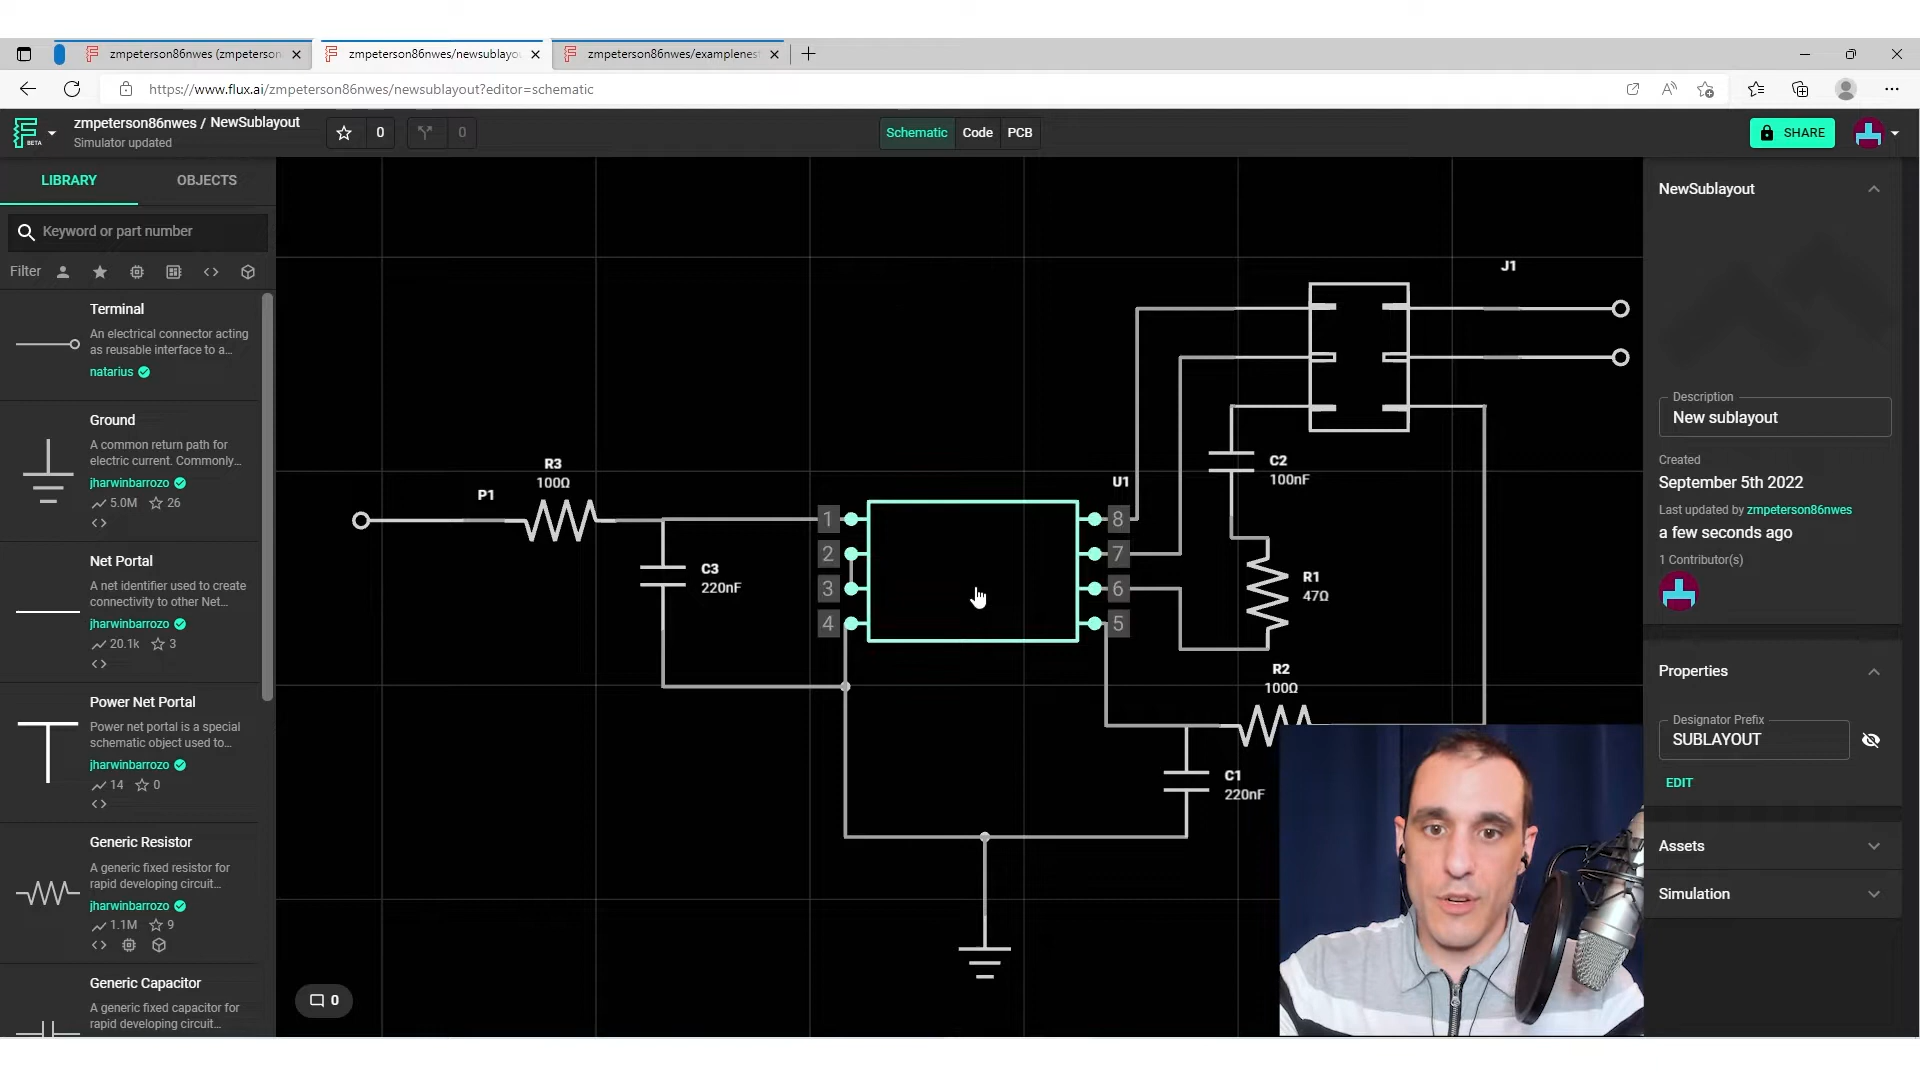 zmpeterson86nwes (zmpeterson
zmpeterson86nwes/newsublayo
zmpeterson86nwes/examplenes
https://www.flux.ai/zmpeterson86nwes/newsublayout?editor=schematic
BETA
zmpeterson86nwes / NewSublayout
Simulator updated
0
0
Schematic
Code
PCB
SHARE
LIBRARY
OBJECTS
Keyword or part number
Filter
Terminal
An electrical connector acting
as reusable interface to a...
natarius
Ground
A common return path for
electric current. Commonly...
jharwinbarrozo
5.0M
26
Net Portal
A net identifier used to create
connectivity to other Net...
jharwinbarrozo
20.1k
3
Power Net Portal
Power net portal is a special
schematic object used to...
jharwinbarrozo
14
0
Generic Resistor
A generic fixed resistor for
rapid developing circuit...
jharwinbarrozo
1.1M
9
Generic Capacitor
A generic fixed capacitor for
rapid developing circuit...
J1
R3
100Ω
P1
C3
220nF
U1
1
2
3
4
8
7
6
5
C2
100nF
R1
47Ω
R2
100Ω
C1
220nF
0
NewSublayout
Description
New sublayout
Created
September 5th 2022
Last updated by zmpeterson86nwes
a few seconds ago
1 Contributor(s)
Properties
Designator Prefix
SUBLAYOUT
EDIT
Assets
Simulation